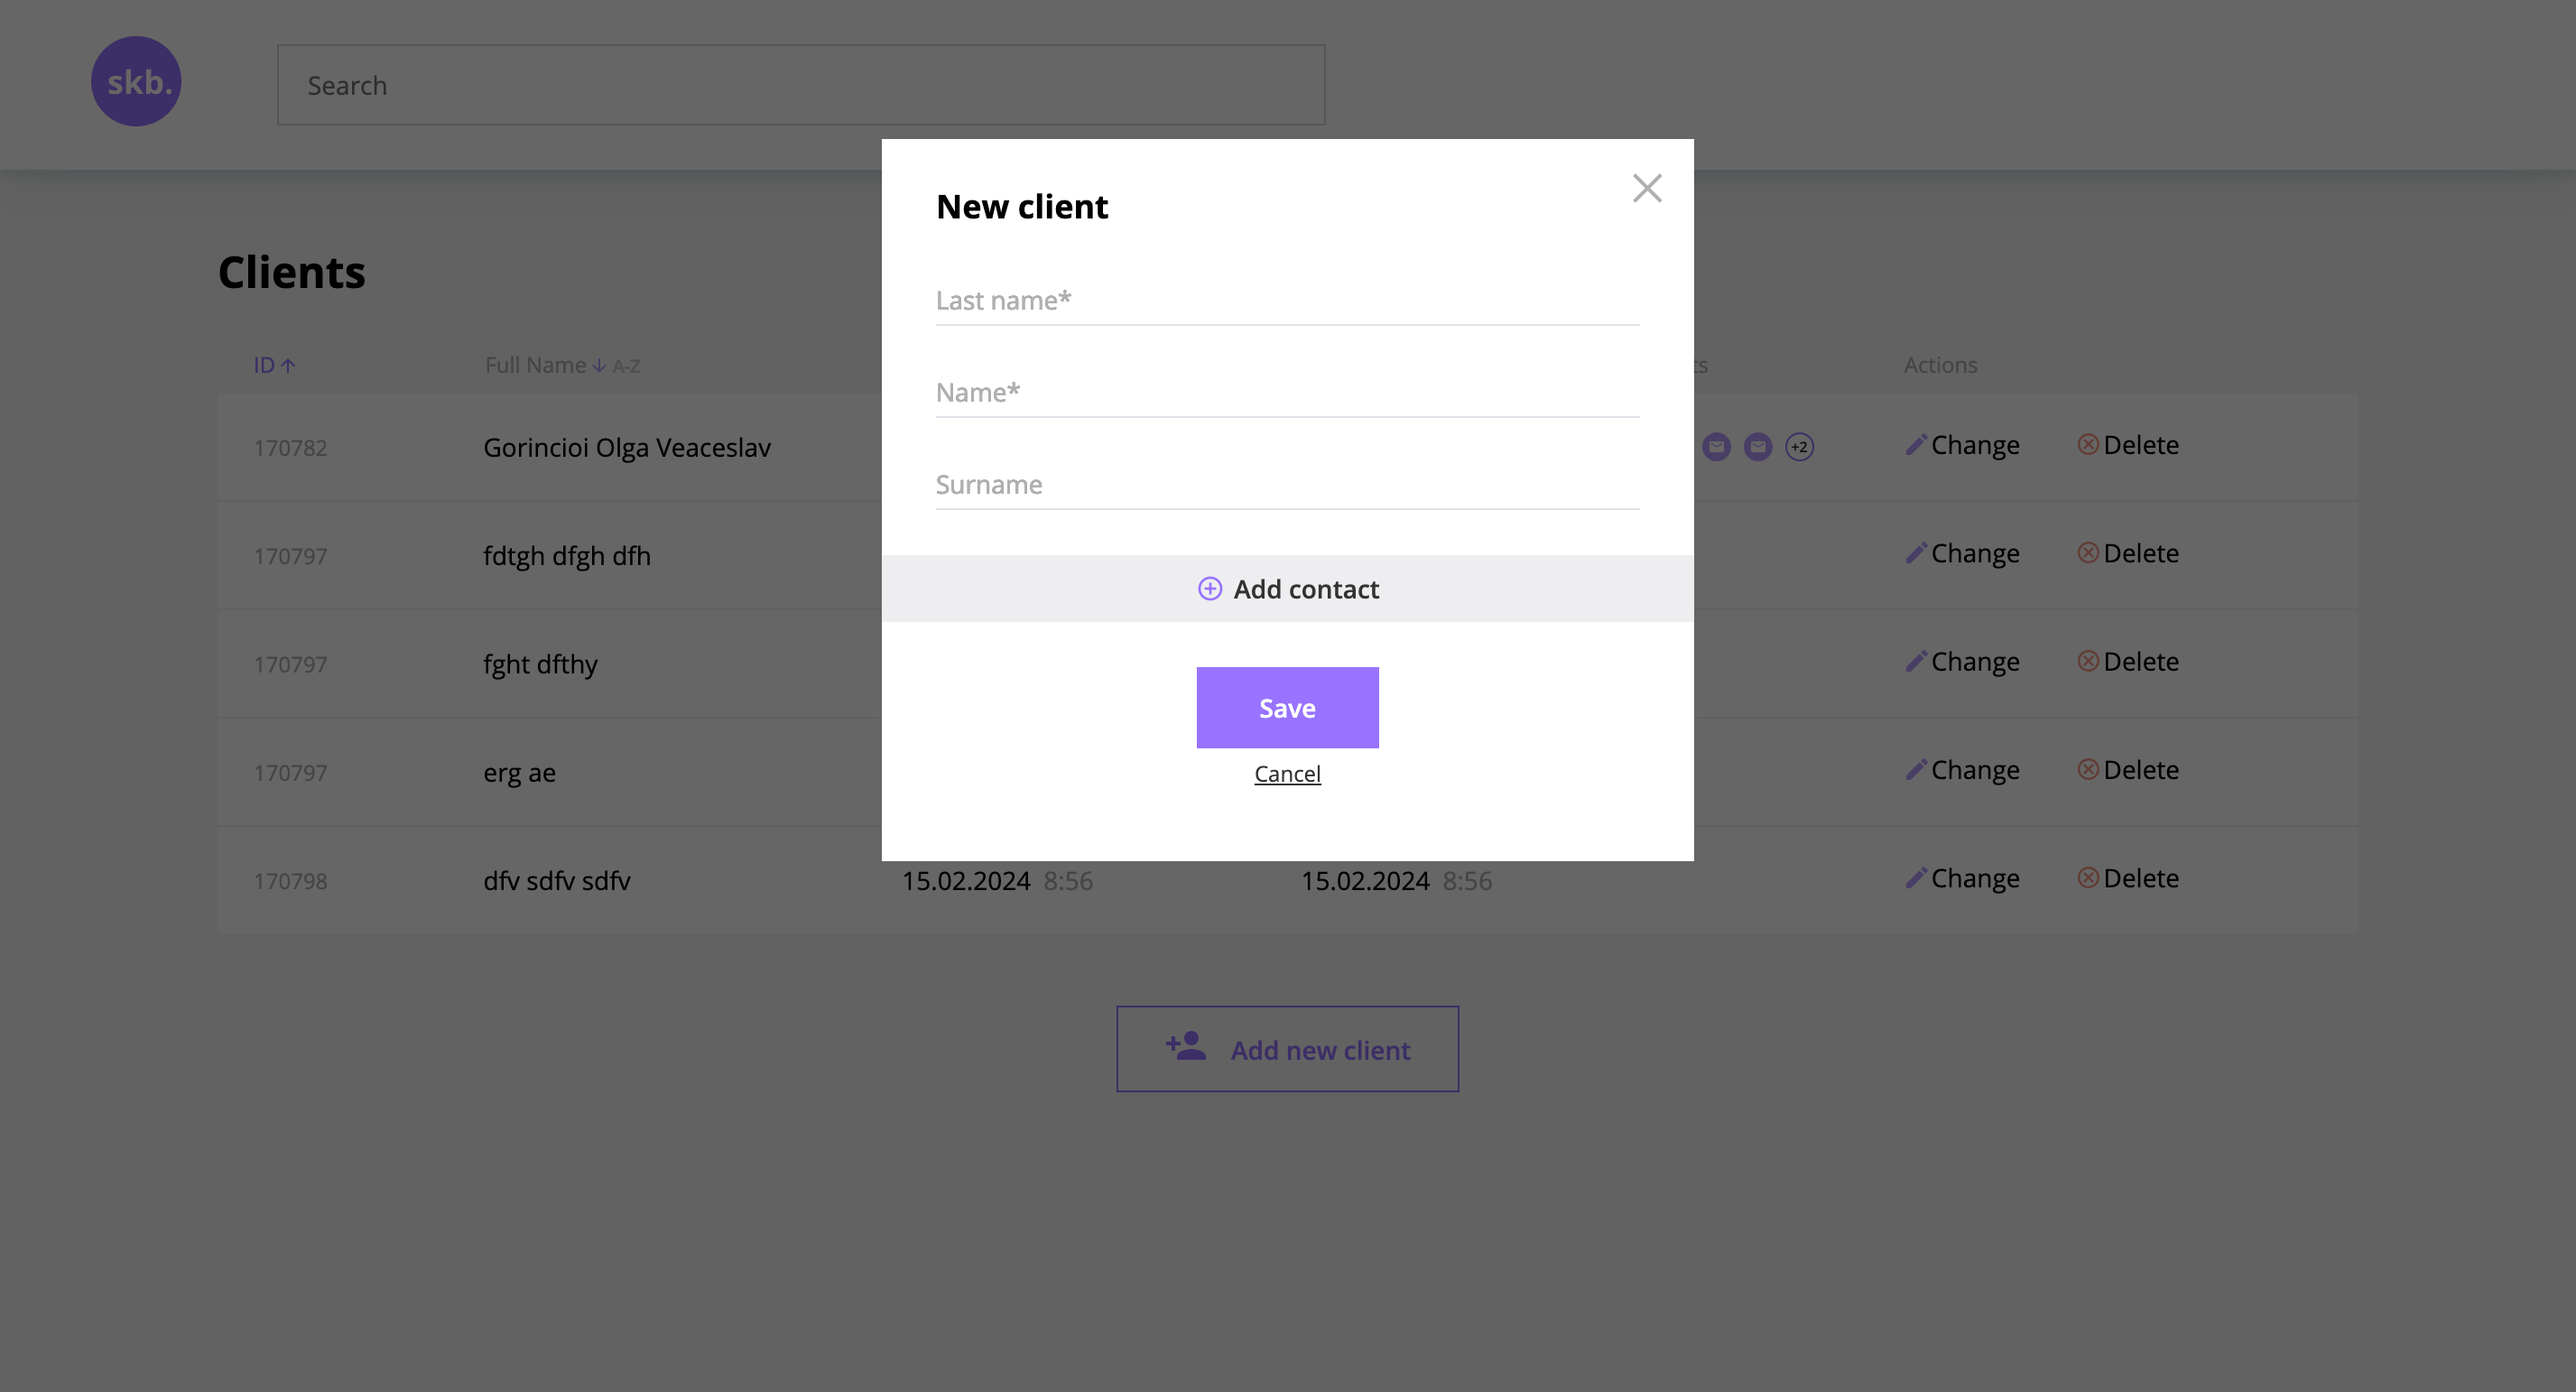 skb.
Search
New client
Clients
Last name*
ID Full Name A-Z Actions
Name*
170782 Gorincioi Olga Veaceslav +2 Change Delete
Surname
170797 fdtgh dfgh dfh Change Delete
Add contact
170797 fght dfthy Change Delete
Save
170797 erg ae Change Delete
Cancel
170798 dfv sdfv sdfv 15.02.2024 8:56 15.02.2024 8:56 Change Delete
Add new client